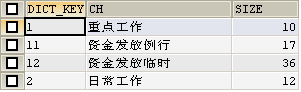 DICT_KEY CH SIZE
1 重点工作 10
11 资金发放例行 17
12 资金发放临时 36
2 日常工作 12